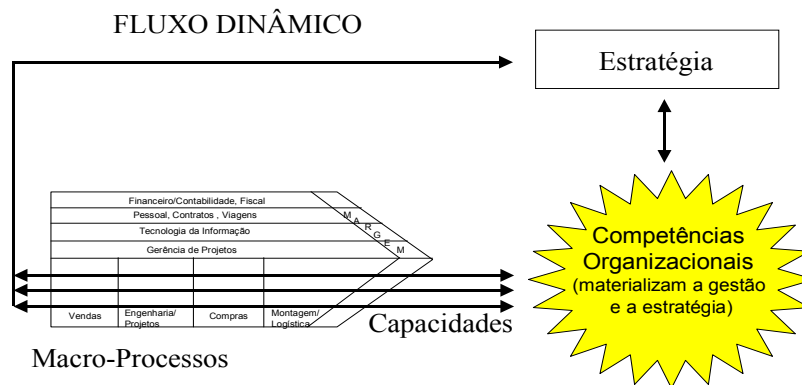 FLUXO DINÂMICO
Estratégia
Financeiro/Contabilidade, Fiscal
Pessoal, Contratos , Viagens
Tecnologia da Informação
Gerência de Projetos
MARGEM
Competências
Organizacionais
(materializam a gestão
e a estratégia)
Vendas
Engenharia/
Projetos
Compras
Montagem/
Logística
Capacidades
Macro-Processos